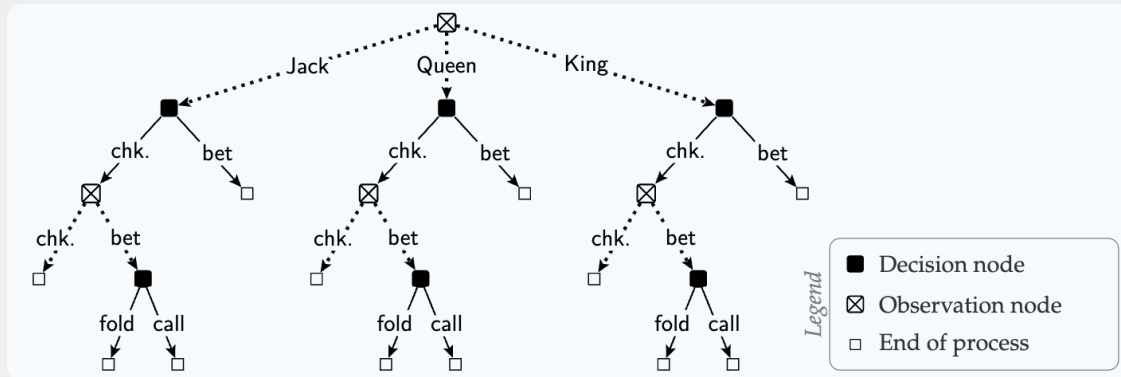 Jack Queen King
chk. bet chk. bet chk. bet
chk. bet chk. bet chk. bet
fold call fold call fold call
Legend
Decision node
Observation node
End of process